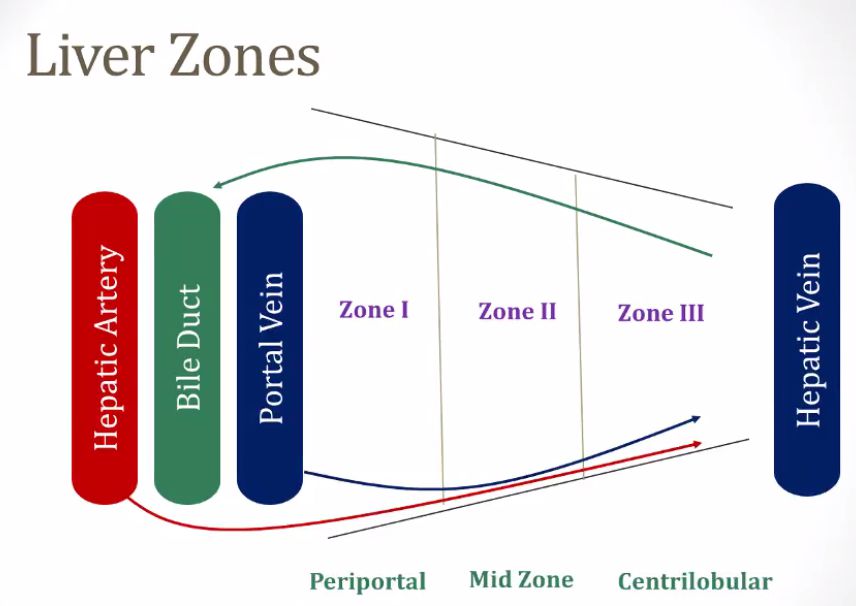 Liver Zones
Hepatic Artery
Bile Duct
Portal Vein
Zone I
Zone II
Zone III
Hepatic Vein
Periportal
Mid Zone
Centrilobular